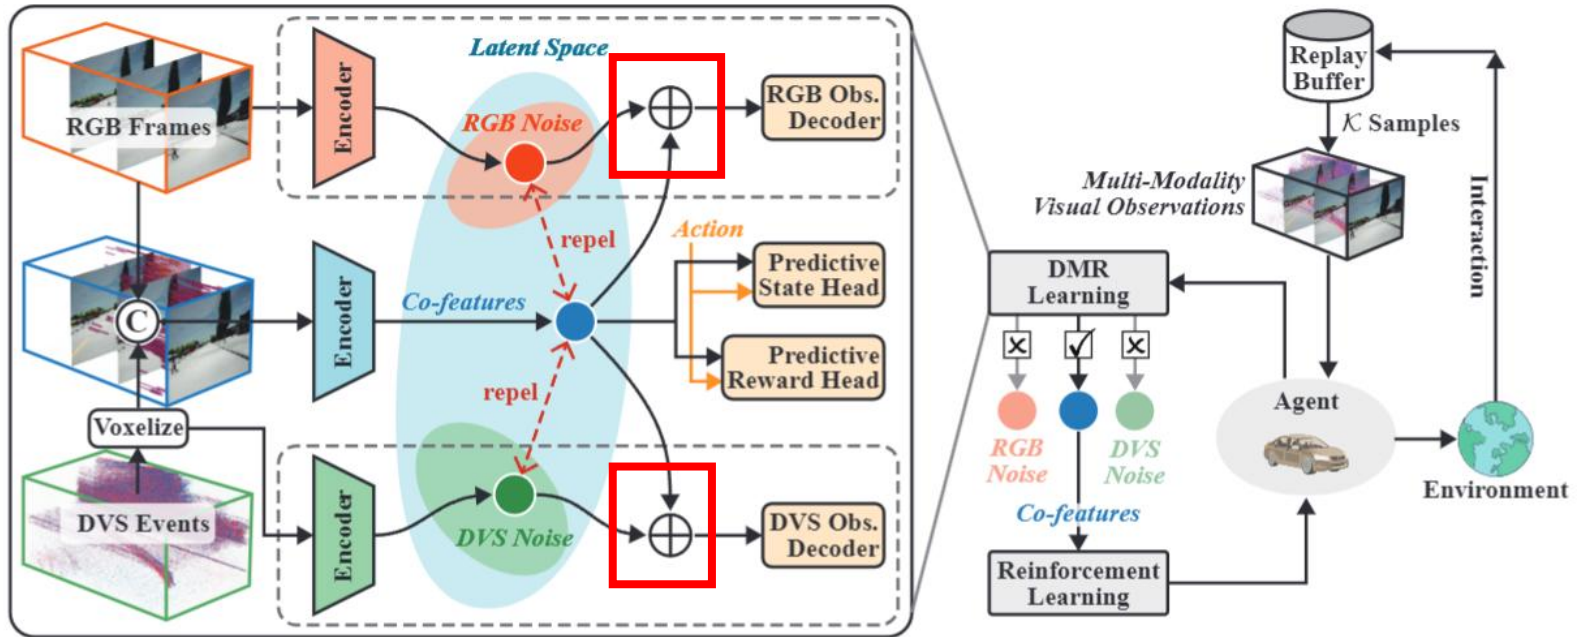 Latent Space
RGB Frames
Encoder
RGB Noise
RGB Obs.
Decoder
repel
Action
C
Encoder
Co-features
Predictive
State Head
Predictive
Reward Head
repel
Voxelize
DVS Events
Encoder
DVS Noise
DVS Obs.
Decoder
Replay
Buffer
K Samples
Multi-Modality
Visual Observations
Interaction
DMR
Learning
RGB
Noise
DVS
Noise
Agent
Environment
Co-features
Reinforcement
Learning